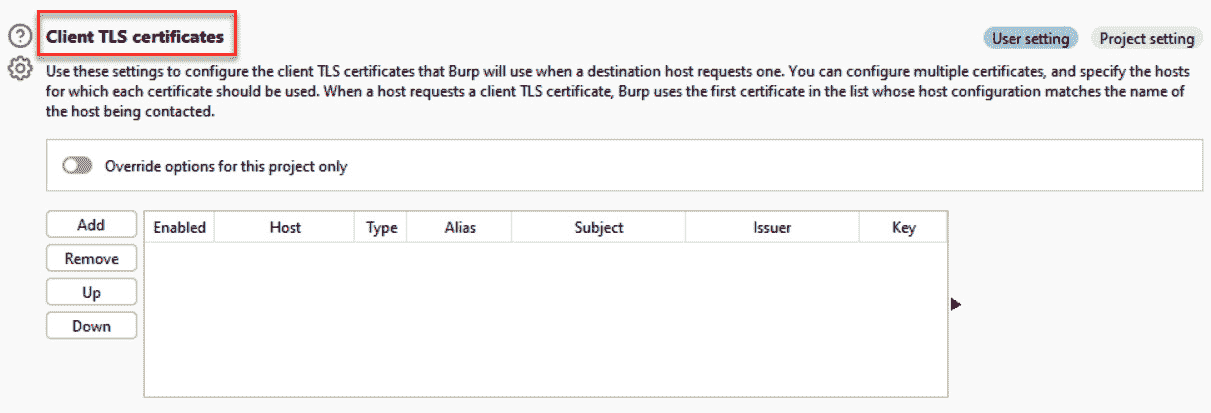 Client TLS certificates
User setting
Project setting
Use these settings to configure the client TLS certificates that Burp will use when a destination host requests one. You can configure multiple certificates, and specify the hosts
for which each certificate should be used. When a host requests a client TLS certificate, Burp uses the first certificate in the list whose host configuration matches the name of
the host being contacted.
Override options for this project only
Add
Remove
Up
Down
Enabled Host Type Alias Subject Issuer Key